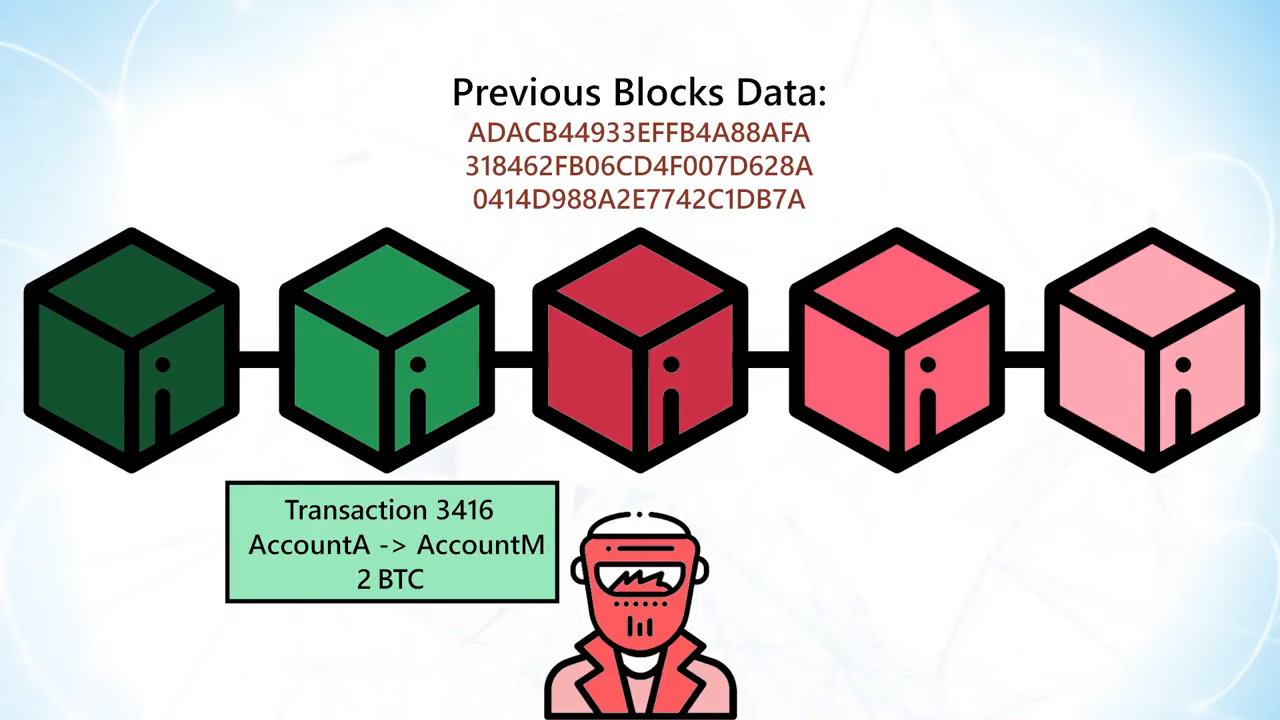 Previous Blocks Data:
ADACB44933EFFB4A88AFA
318462FB06CD4F007D628A
0414D988A2E7742C1DB7A
Transaction 3416
AccountA -> AccountM
2 BTC